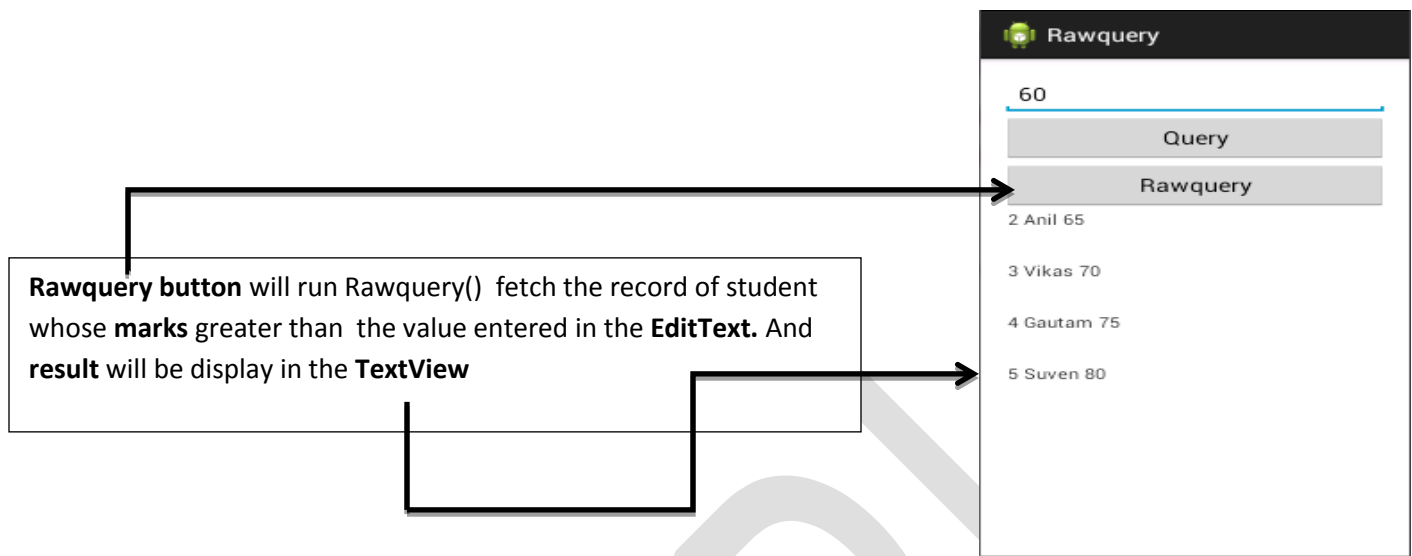 Rawquery
60
Query
Rawquery
2 Anil 65
3 Vikas 70
4 Gautam 75
5 Suven 80
Rawquery button will run Rawquery()  fetch the record of student
whose marks greater than  the value entered in the EditText. And
result will be display in the TextView